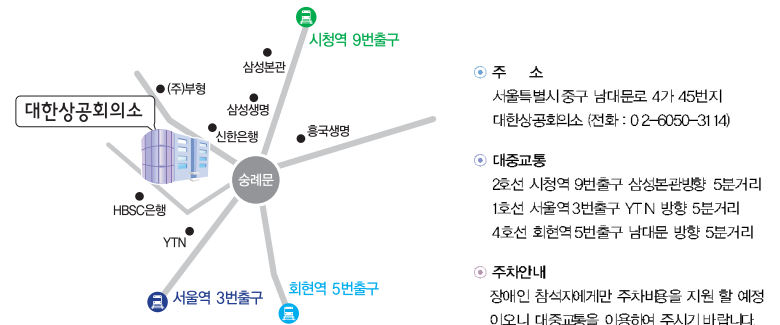 시청역 9번출구
삼성본관
(주)부형
삼성생명
대한상공회의소
신한은행
흥국생명
숭례문
HBSC은행
YTN
서울역 3번출구
회현역 5번출구
주 소
서울특별시중구 남대문로 4가 45번지
대한상공회의소 (전화 : 02-6050-3114)
대중교통
2호선 시청역 9번출구 삼성본관방향 5분거리
1호선 서울역3번출구 YTN 방향 5분거리
4호선 회현역5번출구 남대문 방향 5분거리
주차안내
장애인 참석자에게만 주차비용을 지원 할 예정
이오니 대중교통을 이용하여 주시기 바랍니다